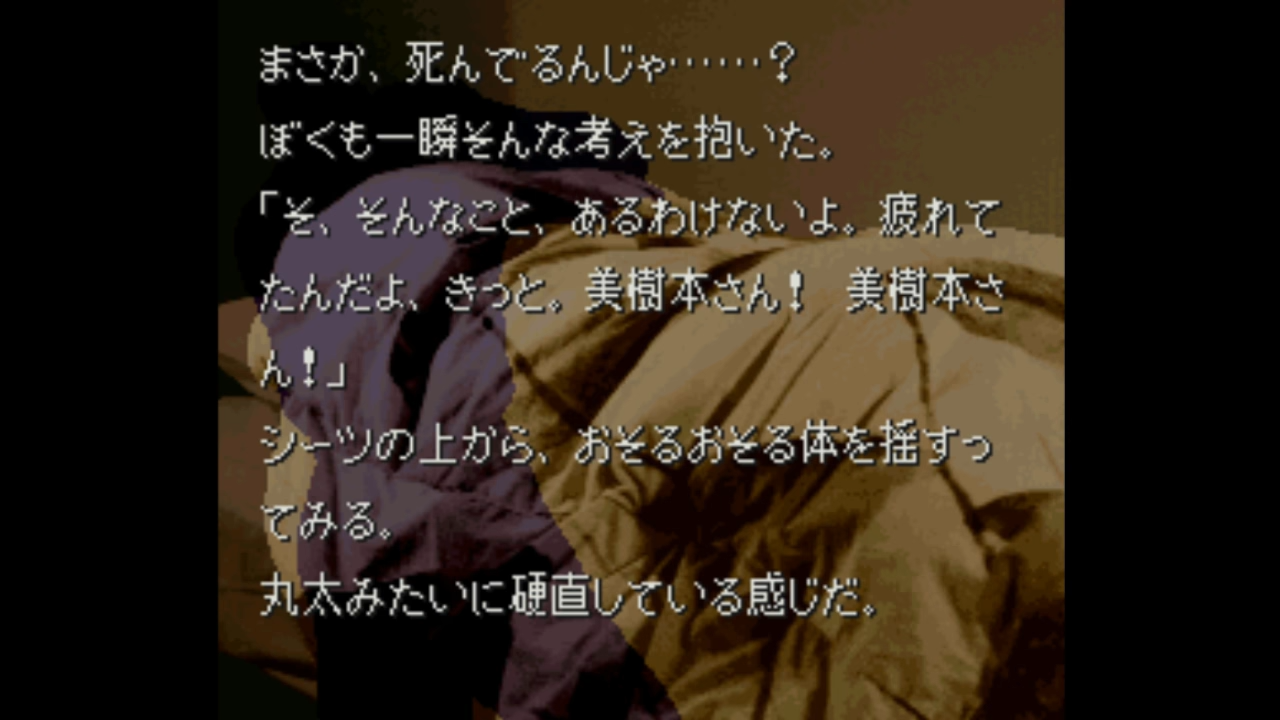 まさか、死んでるんじゃ……？
ぼくも一瞬そんな考えを抱いた。
「そ、そんなこと、あるわけないよ。疲れて
たんだよ、きっと。美樹本さん！　美樹本さ
ん！」
シーツの上から、おそるおそる体を揺すっ
てみる。
丸太みたいに硬直している感じだ。